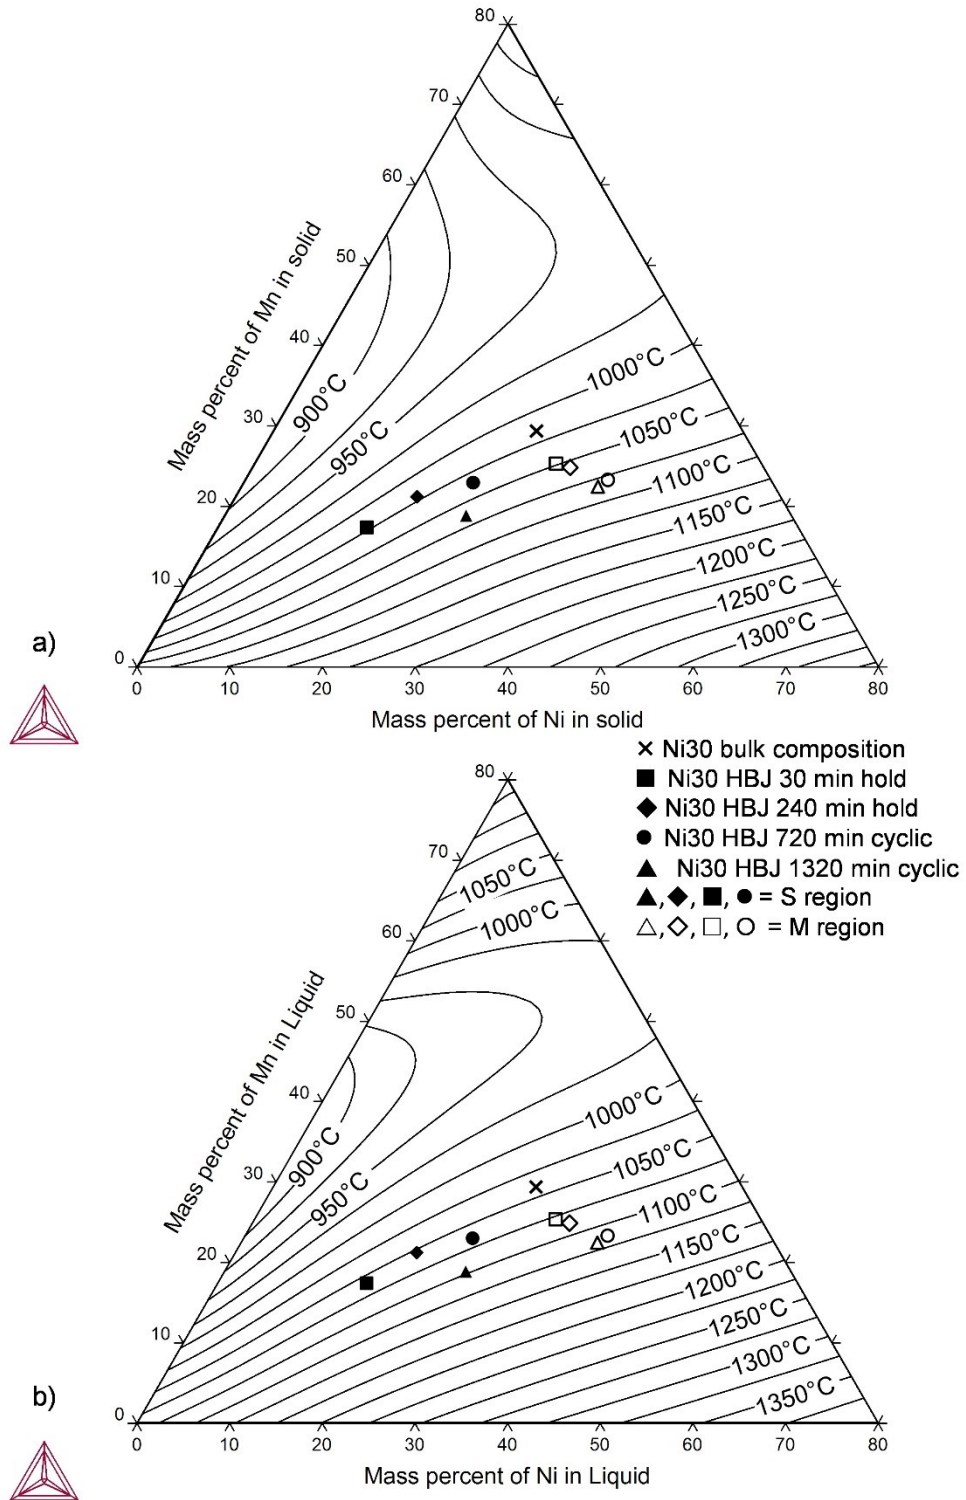 80
70
60
50
40
30
20
10
0
Mass percent of Mn in solid
900°C
950°C
1000°C
1050°C
1100°C
1150°C
1200°C
1250°C
1300°C
a)
0 10 20 30 40 50 60 70 80
Mass percent of Ni in solid
× Ni30 bulk composition
■ Ni30 HBJ 30 min hold
◆ Ni30 HBJ 240 min hold
● Ni30 HBJ 720 min cyclic
▲ Ni30 HBJ 1320 min cyclic
▲,◆,■,● = S region
△,◇,□,○ = M region
80
70
60
50
40
30
20
10
0
Mass percent of Mn in Liquid
1050°C
1000°C
900°C
950°C
1000°C
1050°C
1100°C
1150°C
1200°C
1250°C
1300°C
1350°C
b)
0 10 20 30 40 50 60 70 80
Mass percent of Ni in Liquid